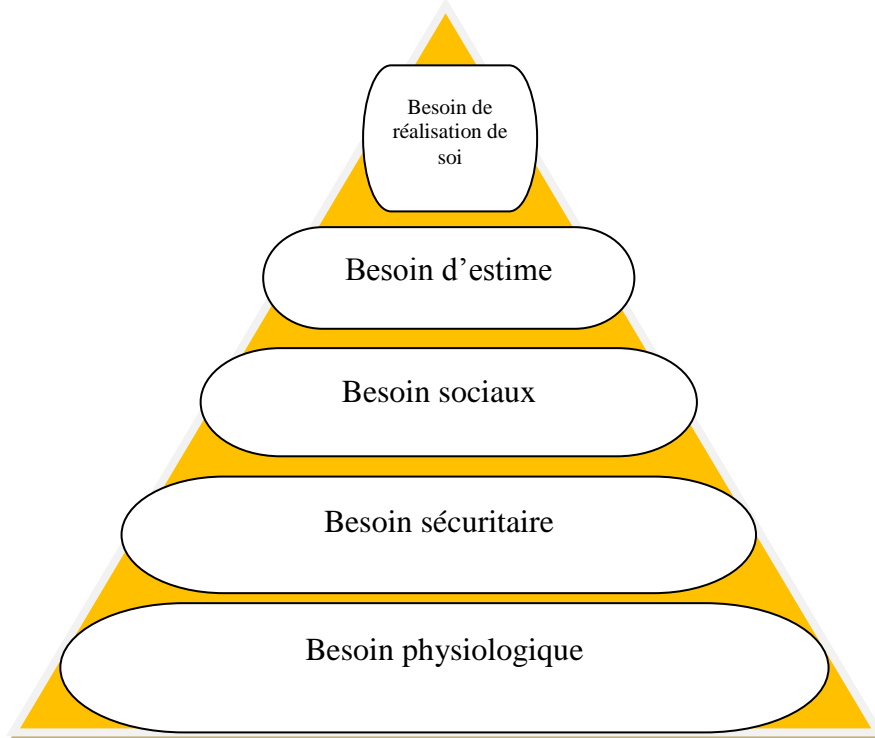 Besoin de
réalisation de
soi
Besoin d’estime
Besoin sociaux
Besoin sécuritaire
Besoin physiologique